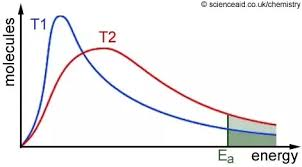 © scienceaid.co.uk/chemistry
T1
T2
molecules
Ea
energy